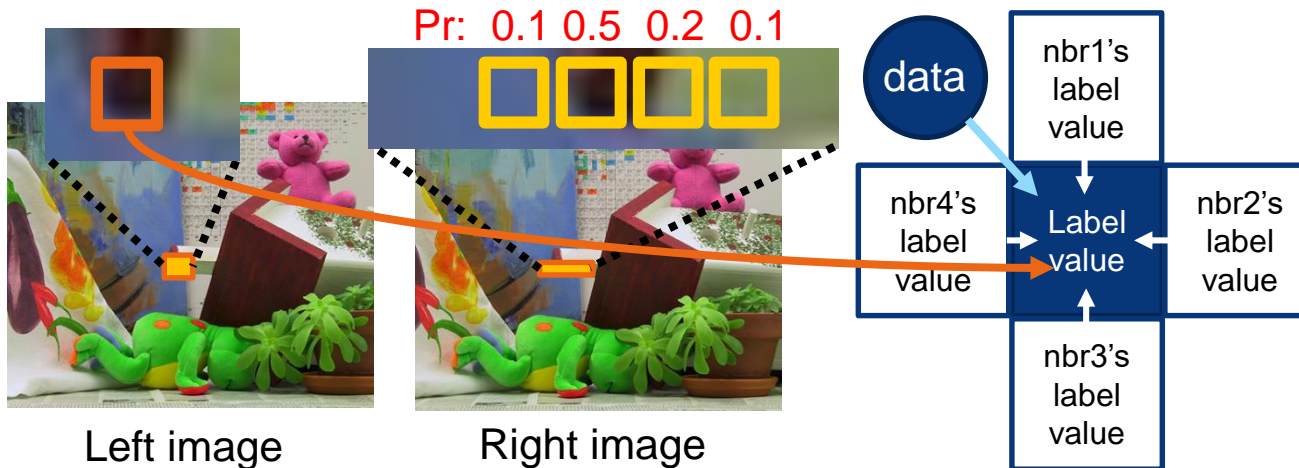 Pr: 0.1 0.5 0.2 0.1
data
nbr1's
label
value
nbr4's
label
value
Label
value
nbr2's
label
value
nbr3's
label
value
Left image
Right image